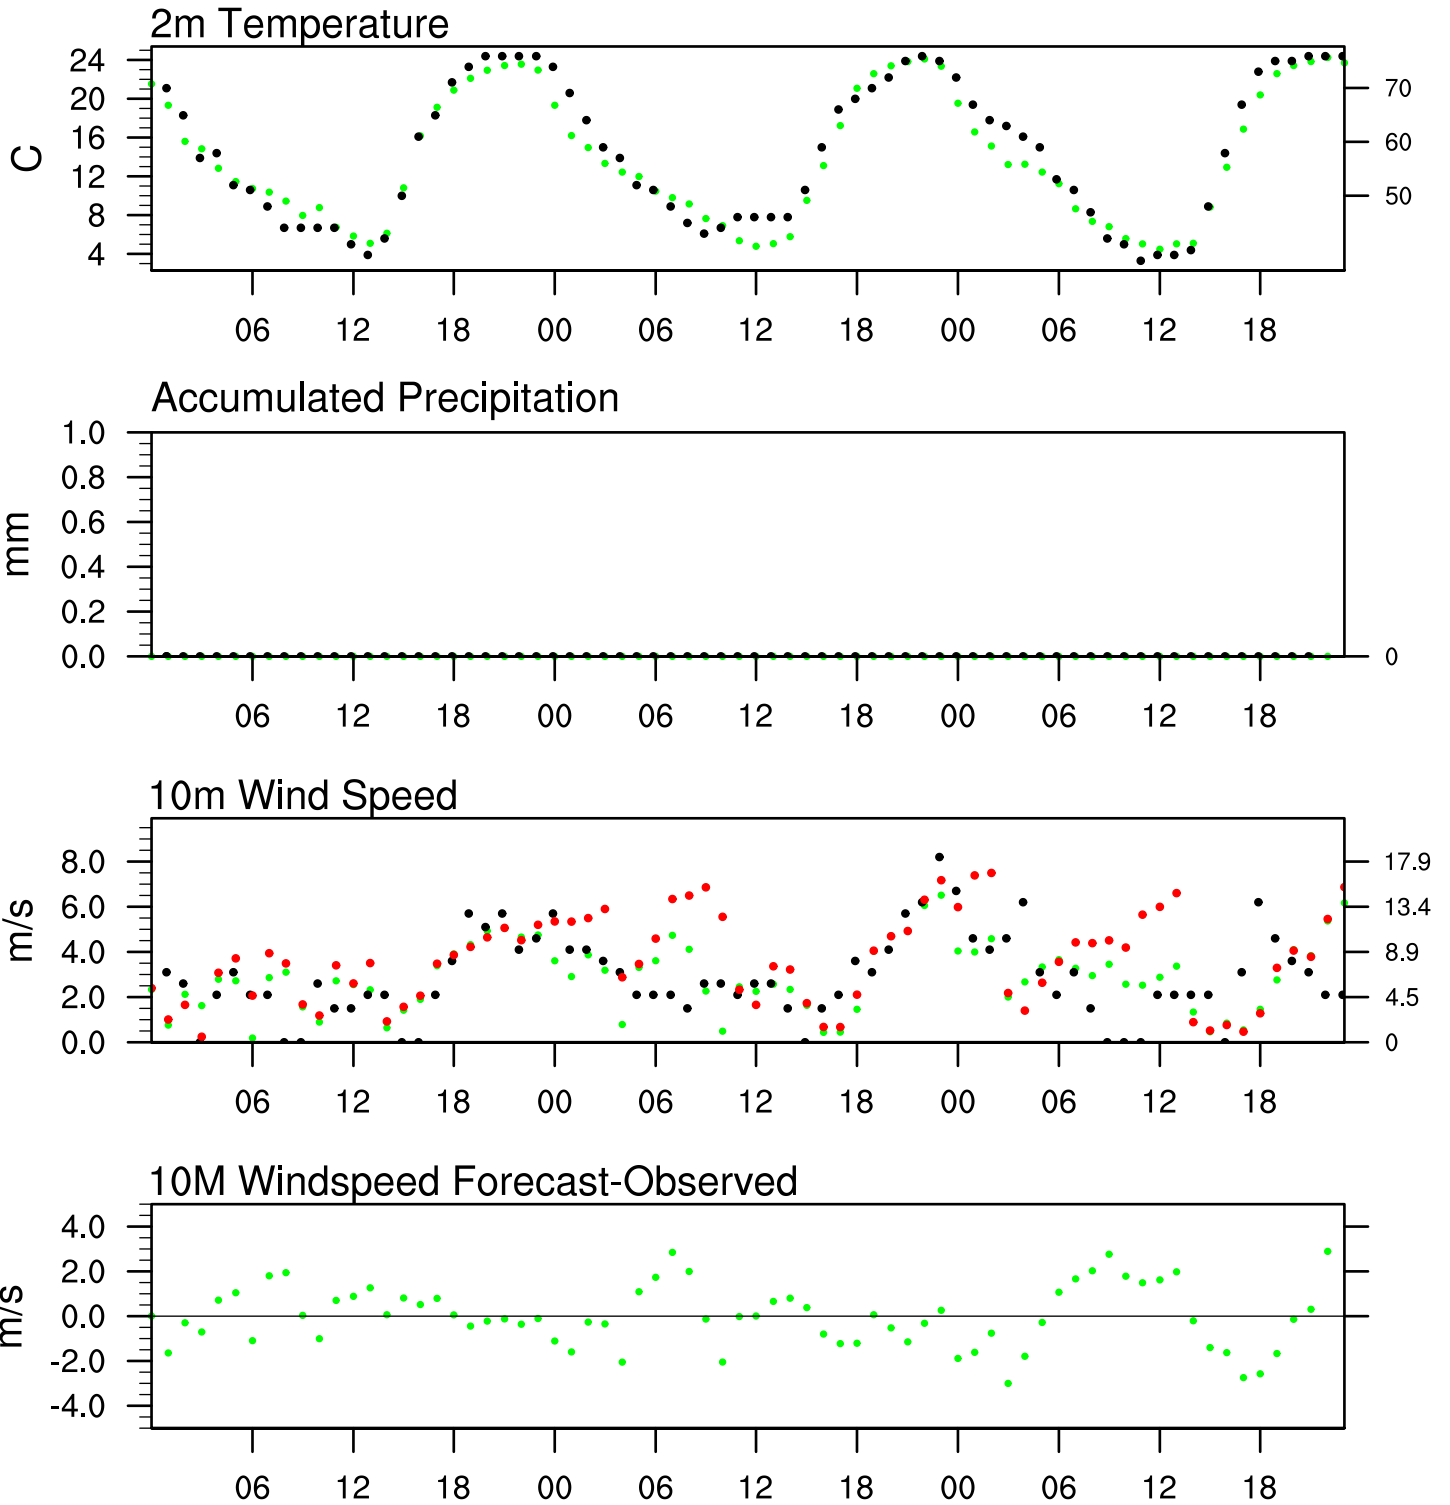 2m Temperature
24
20
16
12
8
4
C
70
60
50
06 12 18 00 06 12 18 00 06 12 18
Accumulated Precipitation
1.0
0.8
0.6
0.4
0.2
0.0
mm
0
06 12 18 00 06 12 18 00 06 12 18
10m Wind Speed
8.0
6.0
4.0
2.0
0.0
m/s
17.9
13.4
8.9
4.5
0
06 12 18 00 06 12 18 00 06 12 18
10M Windspeed Forecast-Observed
4.0
2.0
0.0
-2.0
-4.0
m/s
06 12 18 00 06 12 18 00 06 12 18